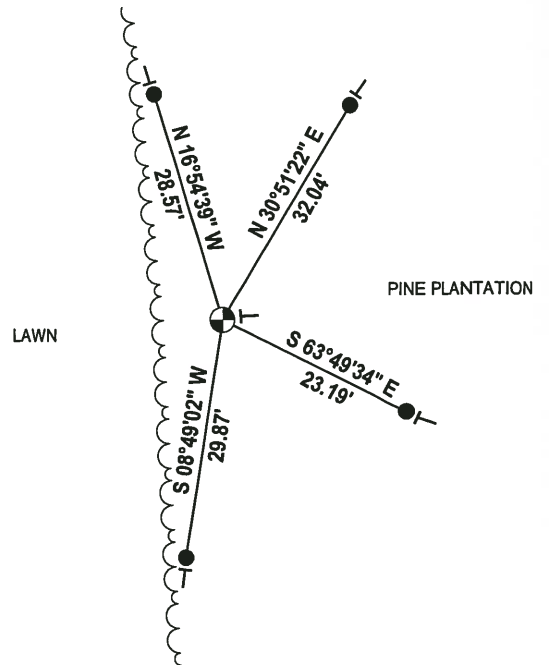 N 16°54'39" W
28.57'
N 30°51'22" E
32.04'
PINE PLANTATION
LAWN
S 63°49'34" E
23.19'
S 08°49'02" W
29.87'